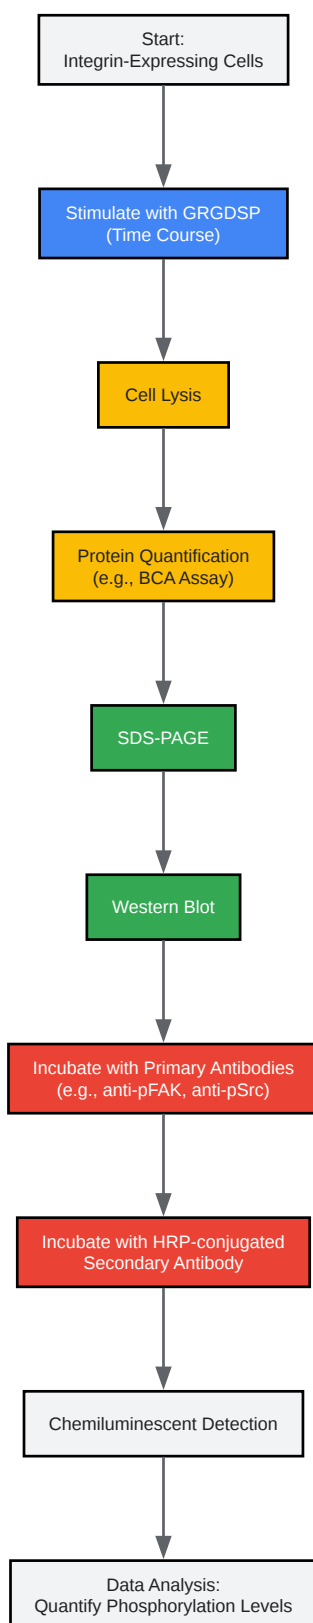 Start:
Integrin-Expressing Cells
Stimulate with GRGDSP
(Time Course)
Cell Lysis
Protein Quantification
(e.g., BCA Assay)
SDS-PAGE
Western Blot
Incubate with Primary Antibodies
(e.g., anti-pFAK, anti-pSrc)
Incubate with HRP-conjugated
Secondary Antibody
Chemiluminescent Detection
Data Analysis:
Quantify Phosphorylation Levels